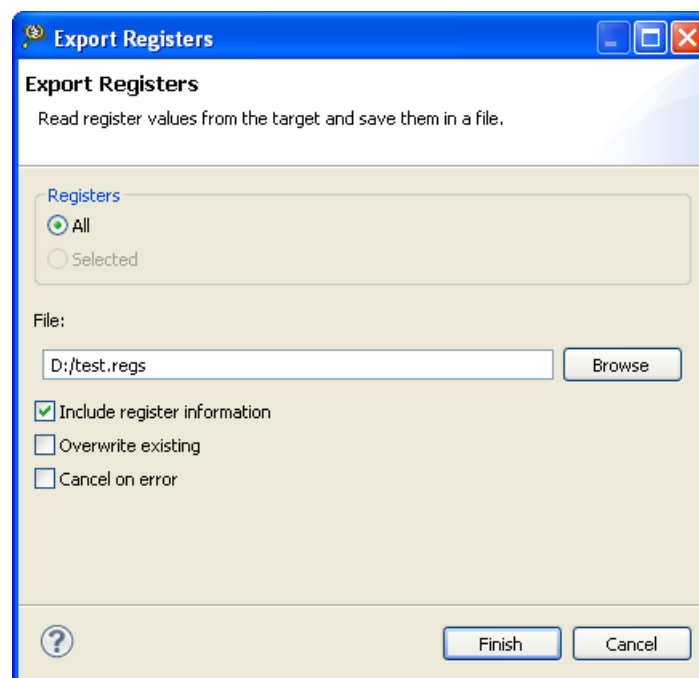 Export Registers
Export Registers
Read register values from the target and save them in a file.
Registers
All
Selected
File:
D:/test.regs
Browse
Include register information
Overwrite existing
Cancel on error
?
Finish
Cancel